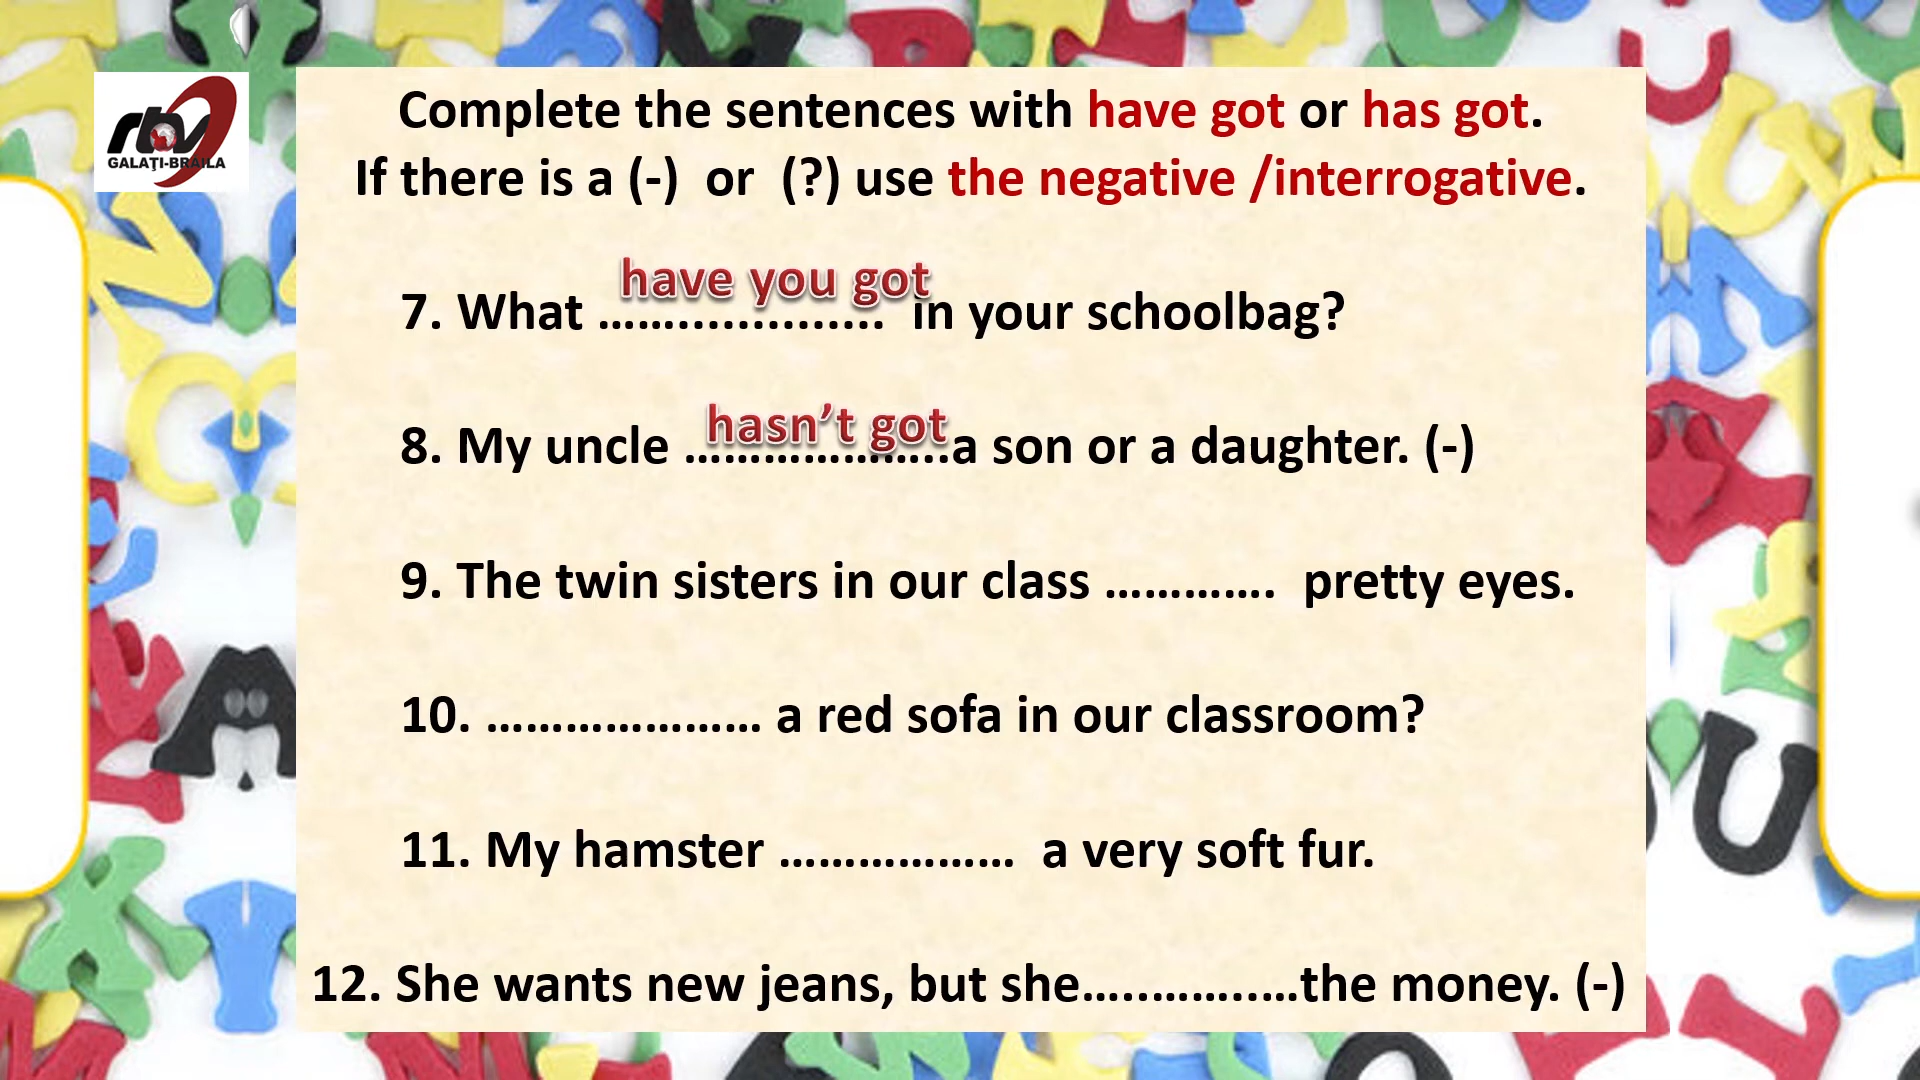 rtv
GALAŢI-BRAILA
Complete the sentences with have got or has got.
If there is a (-) or (?) use the negative /interrogative.
have you got
7. What ……............... in your schoolbag?
hasn’t got
8. My uncle ………………...a son or a daughter. (-)
9. The twin sisters in our class …………. pretty eyes.
10. ………………… a red sofa in our classroom?
11. My hamster ……………… a very soft fur.
12. She wants new jeans, but she…..……..…the money. (-)